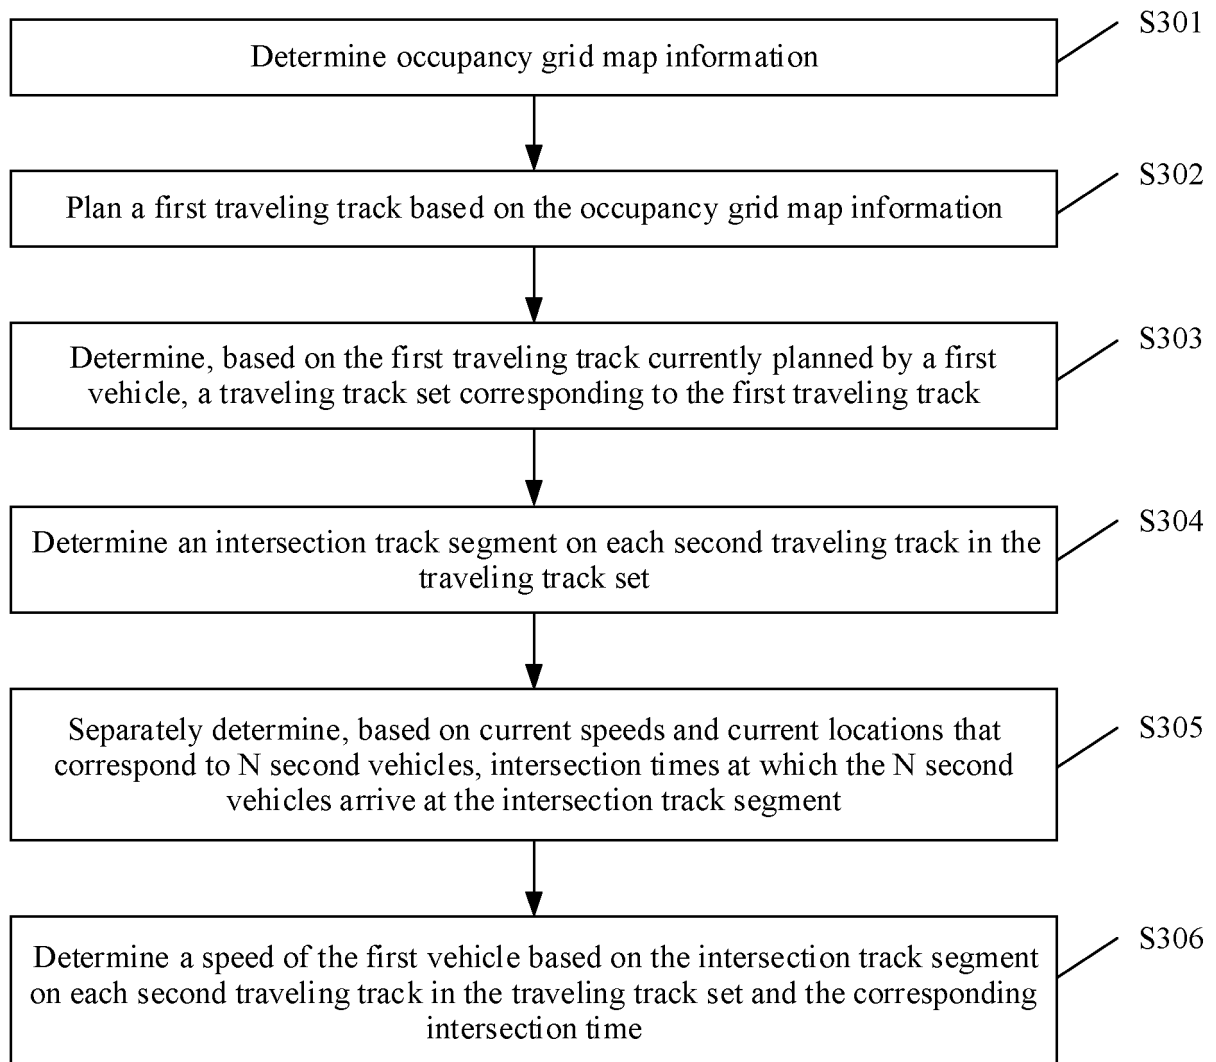 S301
Determine occupancy grid map information
S302
Plan a first traveling track based on the occupancy grid map information
S303
Determine, based on the first traveling track currently planned by a first
vehicle, a traveling track set corresponding to the first traveling track
S304
Determine an intersection track segment on each second traveling track in the
traveling track set
S305
Separately determine, based on current speeds and current locations that
correspond to N second vehicles, intersection times at which the N second
vehicles arrive at the intersection track segment
S306
Determine a speed of the first vehicle based on the intersection track segment
on each second traveling track in the traveling track set and the corresponding
intersection time